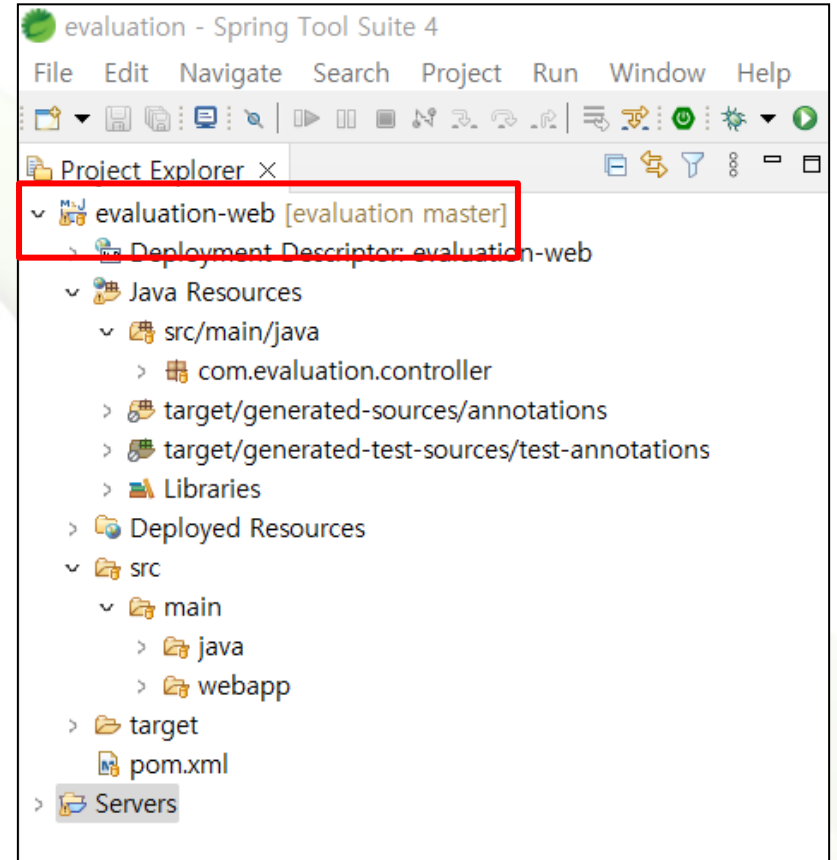 evaluation - Spring Tool Suite 4
File Edit Navigate Search Project Run Window Help
Project Explorer
evaluation-web [evaluation master]
Deployment Descriptor: evaluation-web
Java Resources
src/main/java
com.evaluation.controller
target/generated-sources/annotations
target/generated-test-sources/test-annotations
Libraries
Deployed Resources
src
main
java
webapp
target
pom.xml
Servers